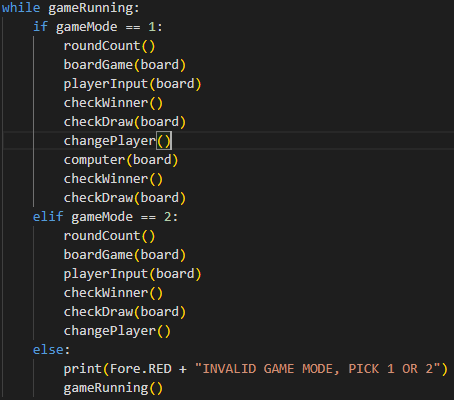 while gameRunning:
    if gameMode == 1:
        roundCount()
        boardGame(board)
        playerInput(board)
        checkWinner()
        checkDraw(board)
        changePlayer()
        computer(board)
        checkWinner()
        checkDraw(board)
    elif gameMode == 2:
        roundCount()
        boardGame(board)
        playerInput(board)
        checkWinner()
        checkDraw(board)
        changePlayer()
    else:
        print(Fore.RED + "INVALID GAME MODE, PICK 1 OR 2")
        gameRunning()